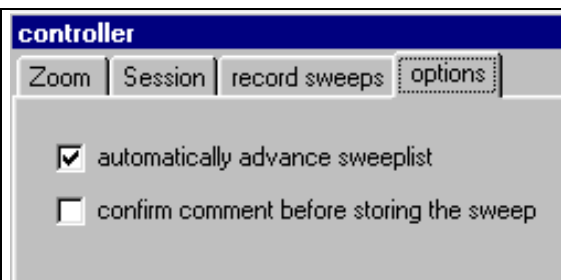 controller
Zoom Session record sweeps options
automatically advance sweeplist
confirm comment before storing the sweep